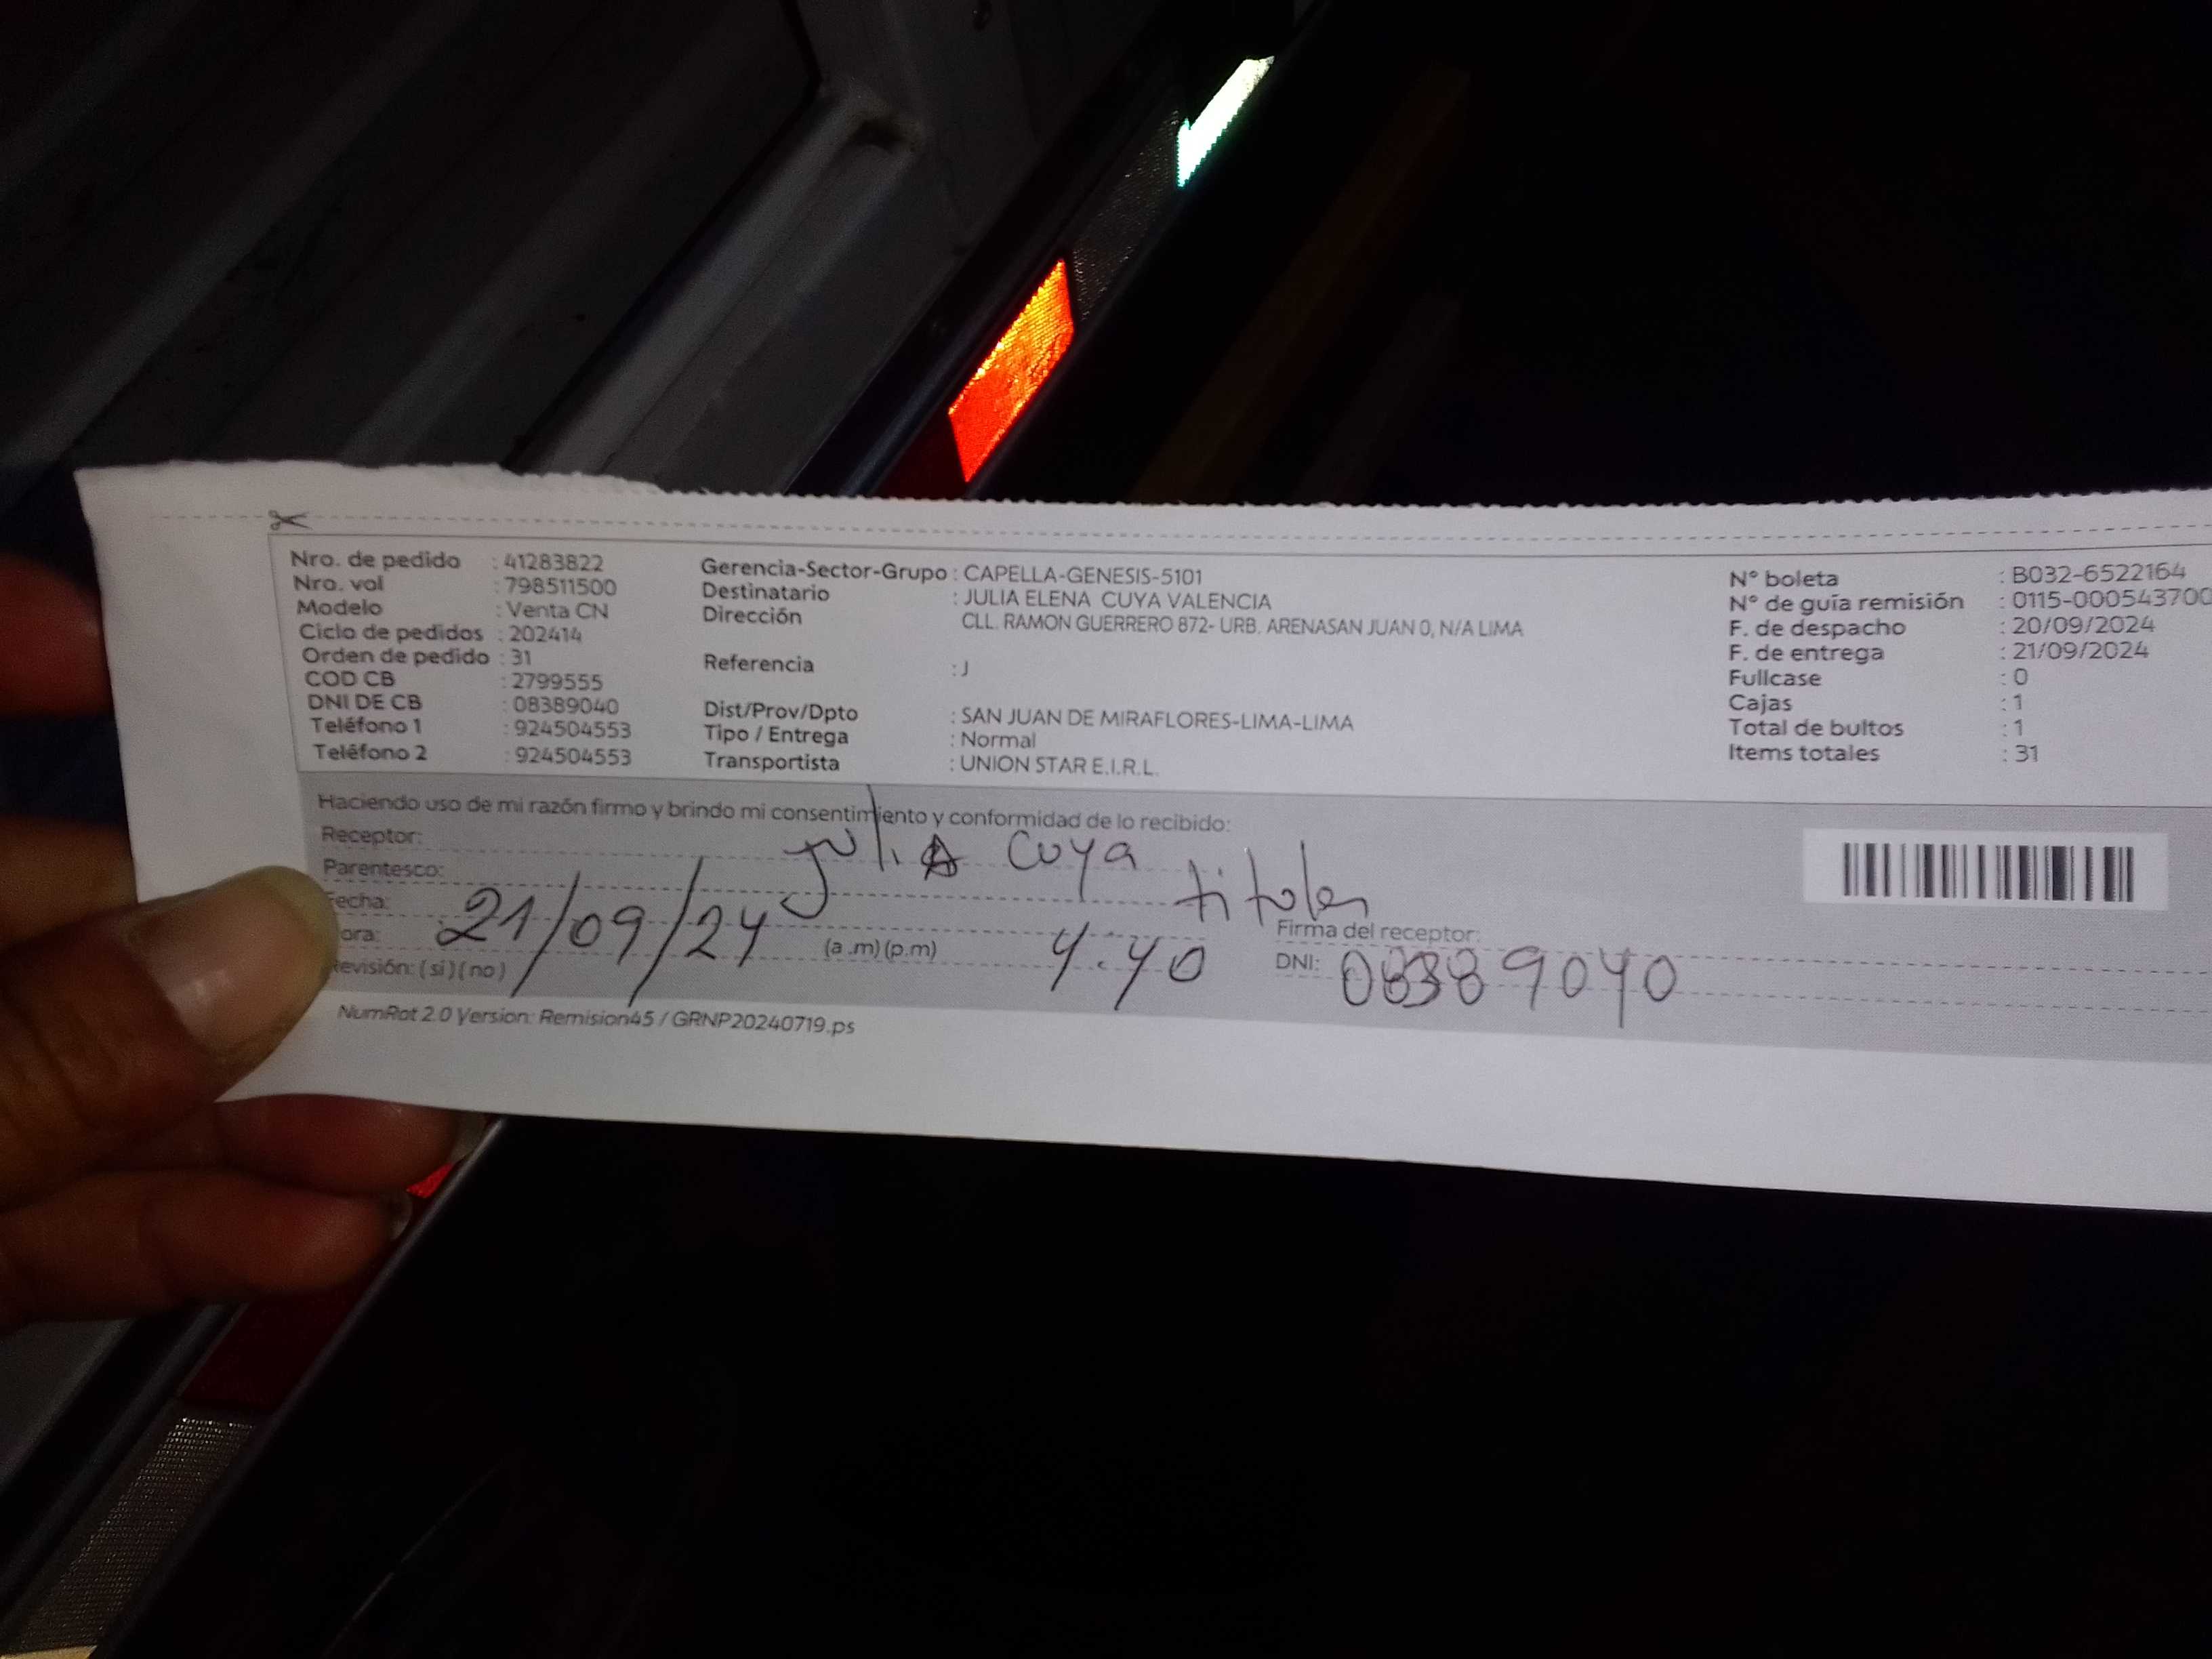 Nro. de pedido : 41283822
Nro. vol : 798511500
Modelo : Venta CN
Ciclo de pedidos : 202414
Orden de pedido : 31
COD CB : 2799555
DNI DE CB : 08389040
Teléfono 1 : 924504553
Teléfono 2 : 924504553
Gerencia-Sector-Grupo : CAPELLA-GENESIS-5101
Destinatario : JULIA ELENA CUYA VALENCIA
Dirección CLL. RAMON GUERRERO 872- URB. ARENASAN JUAN 0, N/A LIMA
Referencia : J
Dist/Prov/Dpto : SAN JUAN DE MIRAFLORES-LIMA-LIMA
Tipo / Entrega : Normal
Transportista : UNION STAR E.I.R.L.
N° boleta : B032-6522164
N° de guía remisión : 0115-000543700
F. de despacho : 20/09/2024
F. de entrega : 21/09/2024
Fullcase : 0
Cajas : 1
Total de bultos : 1
Items totales : 31
Haciendo uso de mi razón firmo y brindo mi consentimiento y conformidad de lo recibido:
Receptor: Julia Cuya
Parentesco: titular
Fecha: 21/09/24
ora: (a .m) (p.m) 4.40
Firma del receptor:
evisión: ( si ) ( no )
DNI: 08389040
NumRot 2.0 Version: Remision45 / GRNP20240719.ps